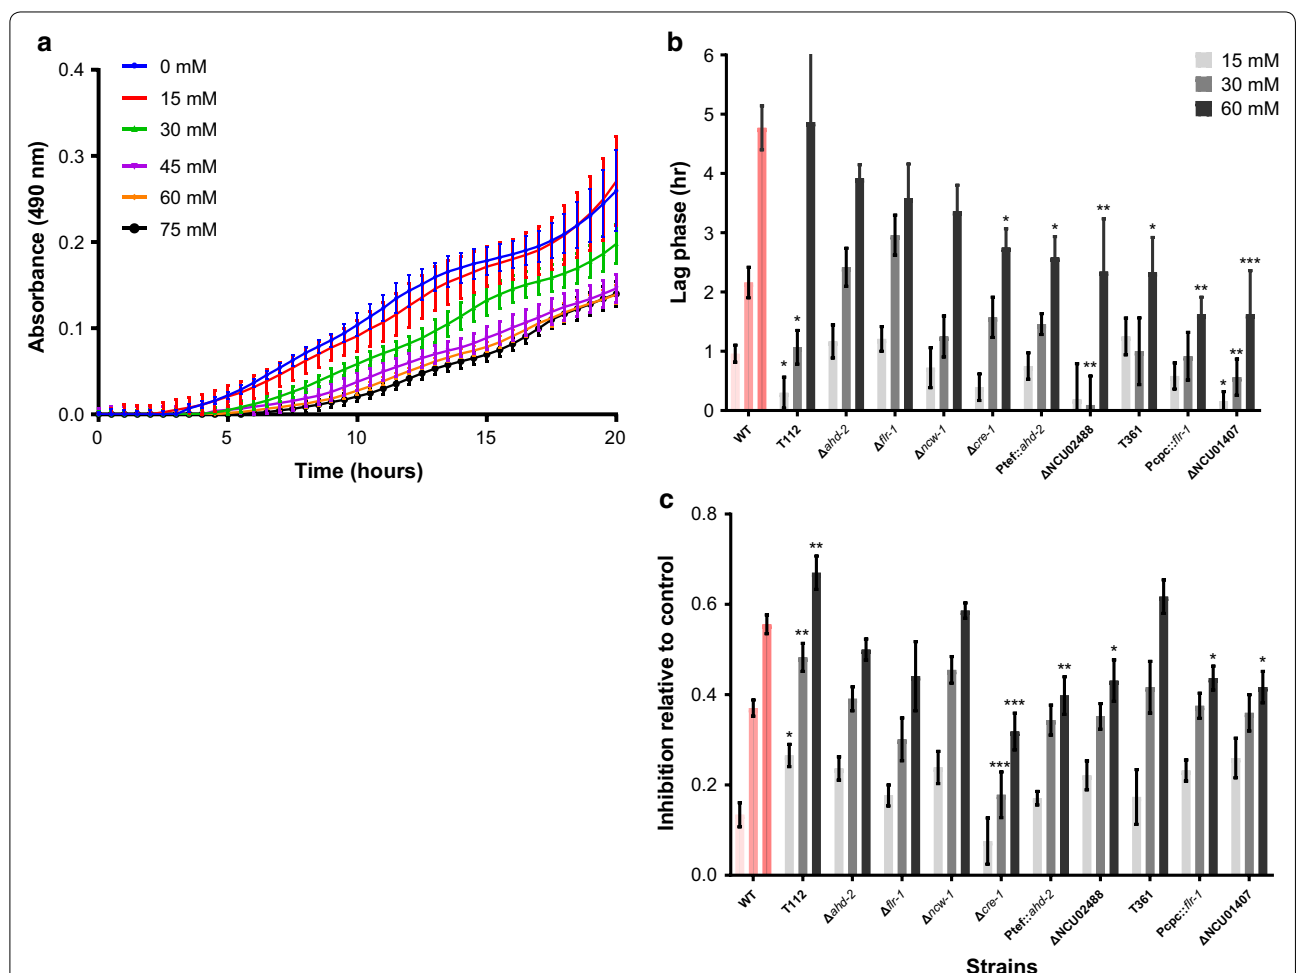 a
0.4
0.3
0.2
0.1
0.0
Absorbance (490 nm)
0 mM
15 mM
30 mM
45 mM
60 mM
75 mM
0
5
10
15
20
Time (hours)
b
6
5
4
3
2
1
0
Lag phase (hr)
15 mM
30 mM
60 mM
*
*
*
*
**
**
*
**
*
**
***
WT
T112
Δahd-2
Δflr-1
Δncw-1
Δcre-1
Ptef::ahd-2
ΔNCU02488
T361
Pcpc::flr-1
ΔNCU01407
c
0.8
0.6
0.4
0.2
0.0
Inhibition relative to control
*
**
**
***
***
**
*
*
*
WT
T112
Δahd-2
Δflr-1
Δncw-1
Δcre-1
Ptef::ahd-2
ΔNCU02488
T361
Pcpc::flr-1
ΔNCU01407
Strains